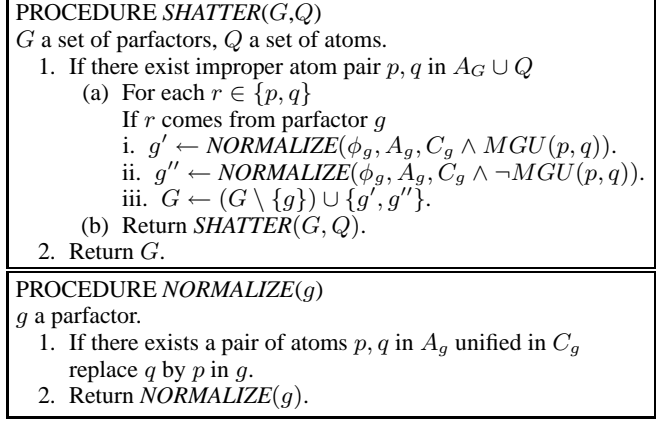 PROCEDURE SHATTER(G,Q)
G a set of parfactors, Q a set of atoms.
1. If there exist improper atom pair p, q in A_G ∪ Q
(a) For each r ∈ {p, q}
If r comes from parfactor g
i. g′ ← NORMALIZE(ϕ_g, A_g, C_g ∧ MGU(p, q)).
ii. g′′ ← NORMALIZE(ϕ_g, A_g, C_g ∧ ¬MGU(p, q)).
iii. G ← (G \ {g}) ∪ {g′, g′′}.
(b) Return SHATTER(G, Q).
2. Return G.
PROCEDURE NORMALIZE(g)
g a parfactor.
1. If there exists a pair of atoms p, q in A_g unified in C_g
replace q by p in g.
2. Return NORMALIZE(g).